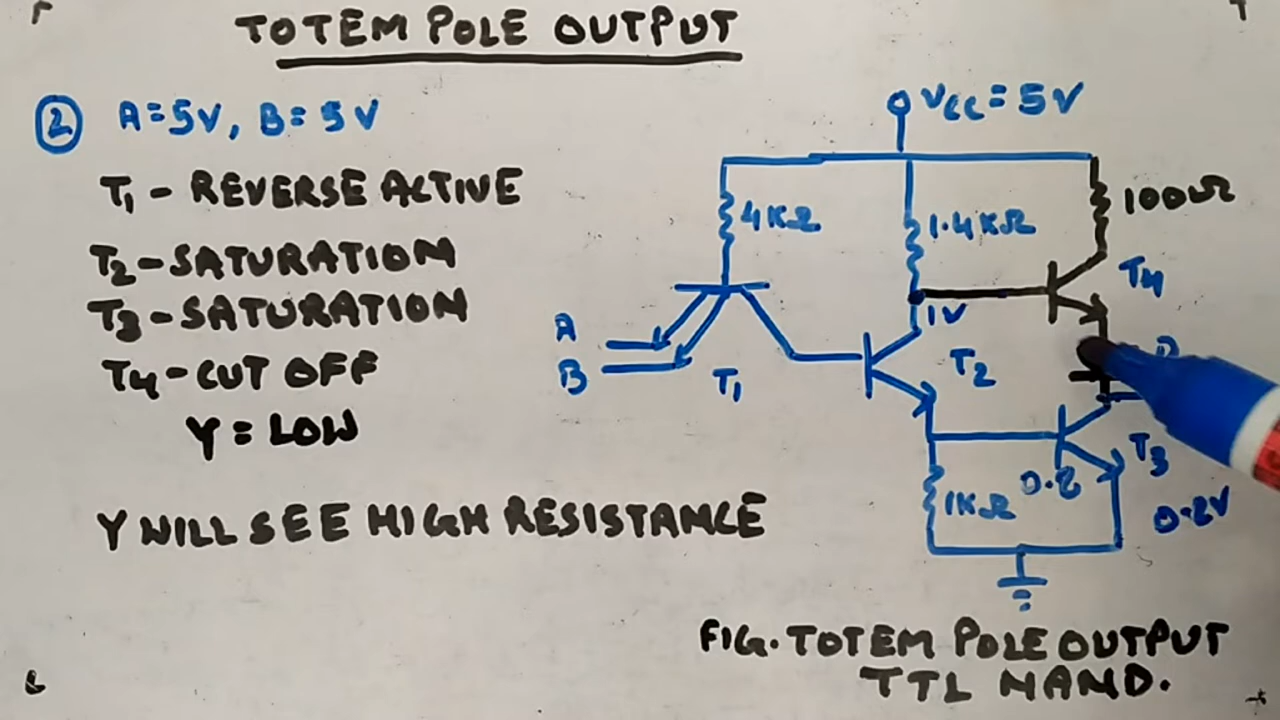 TOTEM POLE OUTPUT
② A=5V, B=5V
T1 - REVERSE ACTIVE
T2 - SATURATION
T3 - SATURATION
T4 - CUT OFF
Y = LOW
Y WILL SEE HIGH RESISTANCE
VCC = 5V
4KΩ
1.4KΩ
100Ω
T4
1V
A
B
T1
T2
D
T3
0.8
1KΩ
0.2V
FIG. TOTEM POLE OUTPUT
TTL NAND.